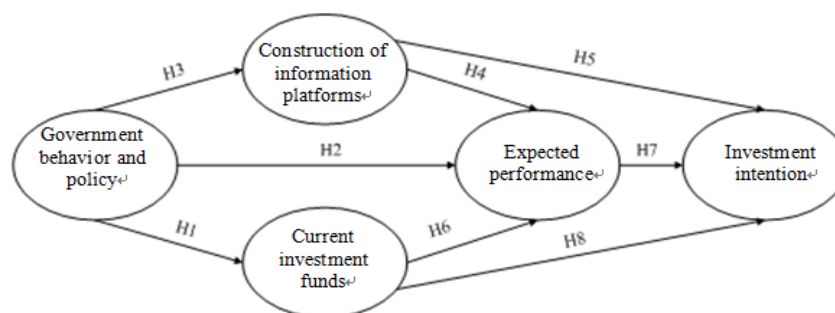 Construction of
information
platforms↵
H3
H5
H4
Government
behavior and
policy↵
H2
Expected
performance↵
H7
Investment
intention↵
H1
Current
investment
funds↵
H6
H8